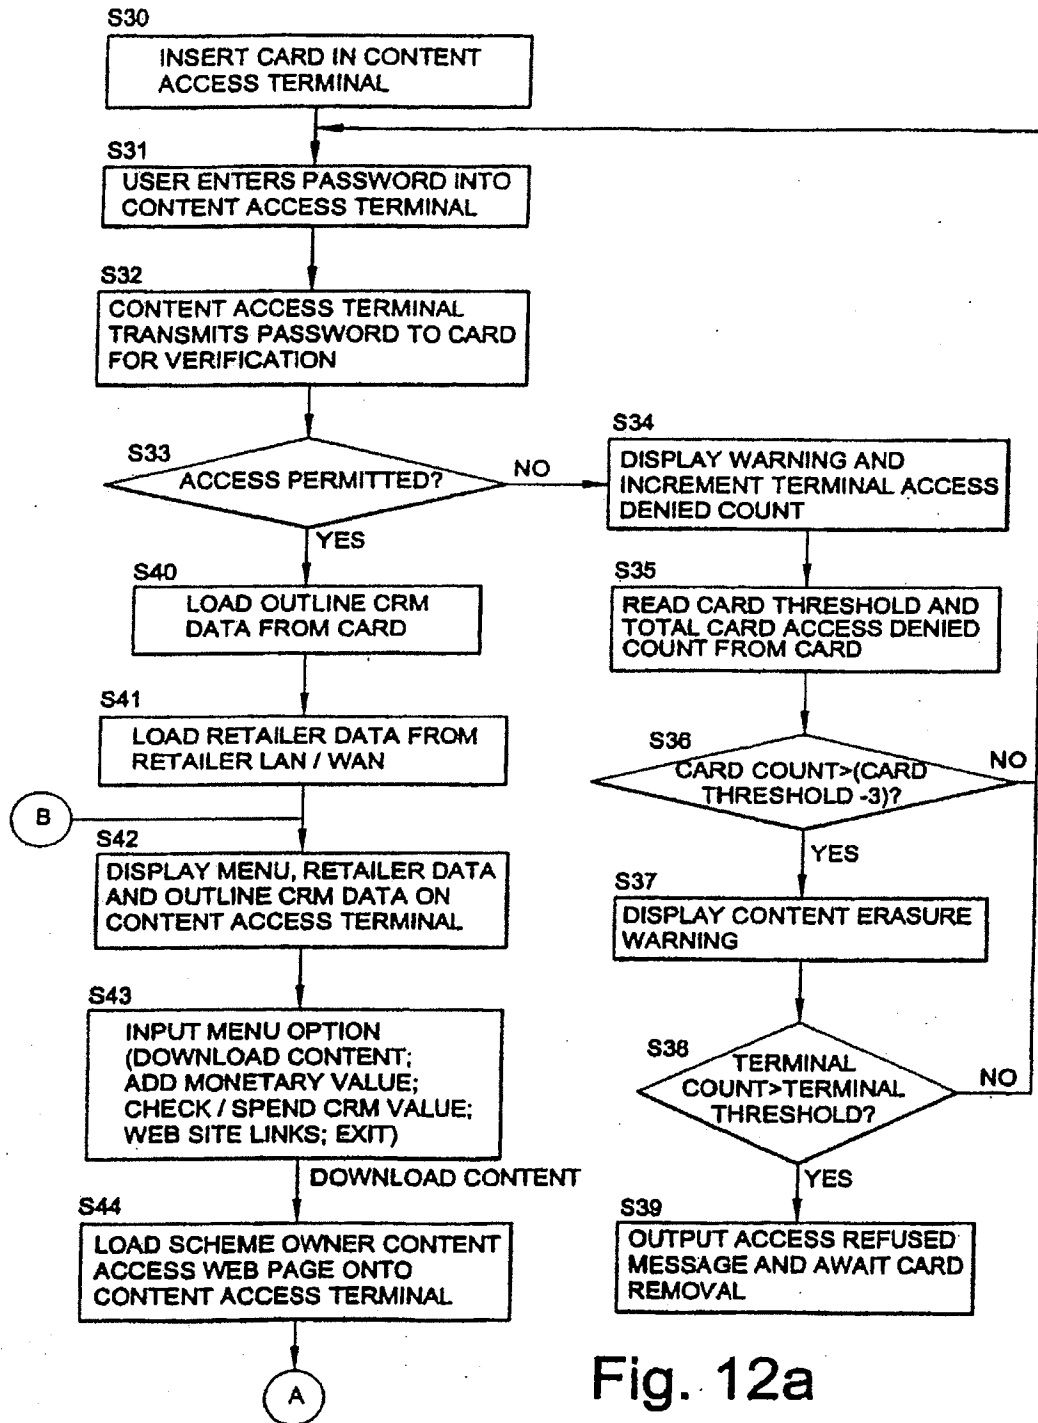 S30
INSERT CARD IN CONTENT
ACCESS TERMINAL
S31
USER ENTERS PASSWORD INTO
CONTENT ACCESS TERMINAL
S32
CONTENT ACCESS TERMINAL
TRANSMITS PASSWORD TO CARD
FOR VERIFICATION
S33
ACCESS PERMITTED?
NO
YES
S34
DISPLAY WARNING AND
INCREMENT TERMINAL ACCESS
DENIED COUNT
S35
READ CARD THRESHOLD AND
TOTAL CARD ACCESS DENIED
COUNT FROM CARD
S36
CARD COUNT>(CARD
THRESHOLD -3)?
NO
YES
S37
DISPLAY CONTENT ERASURE
WARNING
S38
TERMINAL
COUNT>TERMINAL
THRESHOLD?
NO
YES
S39
OUTPUT ACCESS REFUSED
MESSAGE AND AWAIT CARD
REMOVAL
S40
LOAD OUTLINE CRM
DATA FROM CARD
S41
LOAD RETAILER DATA FROM
RETAILER LAN / WAN
B
S42
DISPLAY MENU, RETAILER DATA
AND OUTLINE CRM DATA ON
CONTENT ACCESS TERMINAL
S43
INPUT MENU OPTION
(DOWNLOAD CONTENT;
ADD MONETARY VALUE;
CHECK / SPEND CRM VALUE;
WEB SITE LINKS; EXIT)
DOWNLOAD CONTENT
S44
LOAD SCHEME OWNER CONTENT
ACCESS WEB PAGE ONTO
CONTENT ACCESS TERMINAL
A
Fig. 12a